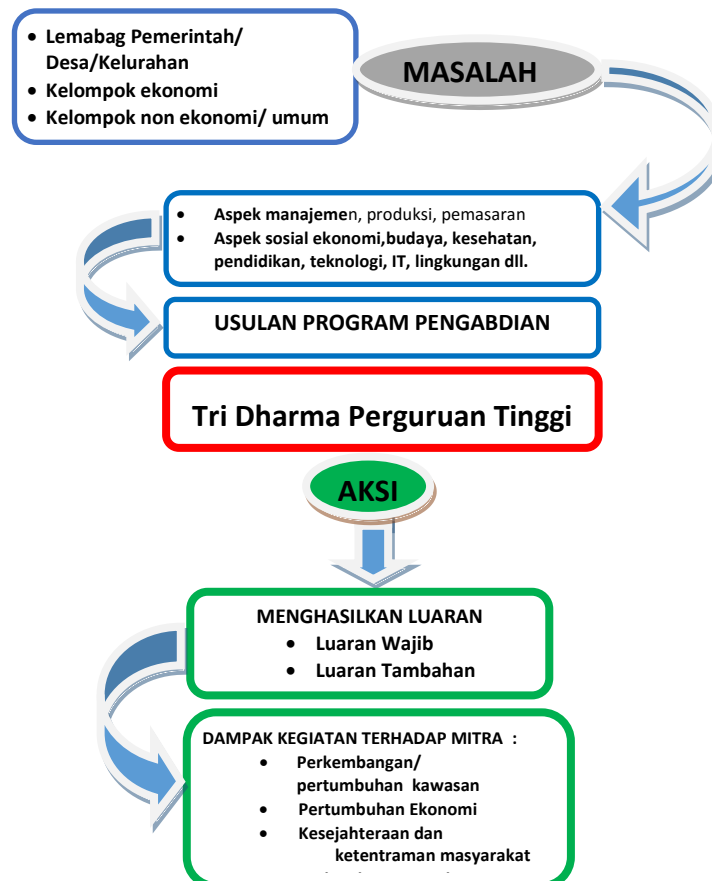 • Lemabag Pemerintah/
Desa/Kelurahan
• Kelompok ekonomi
• Kelompok non ekonomi/ umum
MASALAH
• Aspek manajemen, produksi, pemasaran
• Aspek sosial ekonomi,budaya, kesehatan,
pendidikan, teknologi, IT, lingkungan dll.
USULAN PROGRAM PENGABDIAN
Tri Dharma Perguruan Tinggi
AKSI
MENGHASILKAN LUARAN
• Luaran Wajib
• Luaran Tambahan
DAMPAK KEGIATAN TERHADAP MITRA :
• Perkembangan/
pertumbuhan kawasan
• Pertumbuhan Ekonomi
• Kesejahteraan dan
ketentraman masyarakat